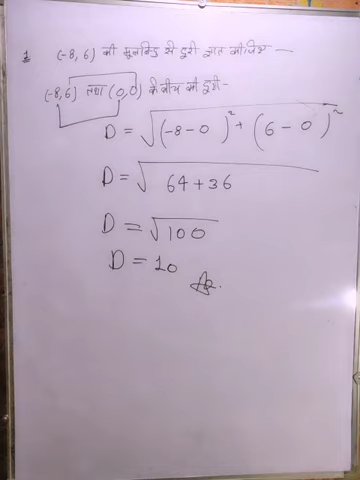 1 (-8, 6) की मूलबिन्दु से दूरी ज्ञात कीजिए —
(-8,6) तथा (0,0) के बीच की दूरी -
D = √(-8-0)² + (6-0)²
D = √64+36
D = √100
D = 10